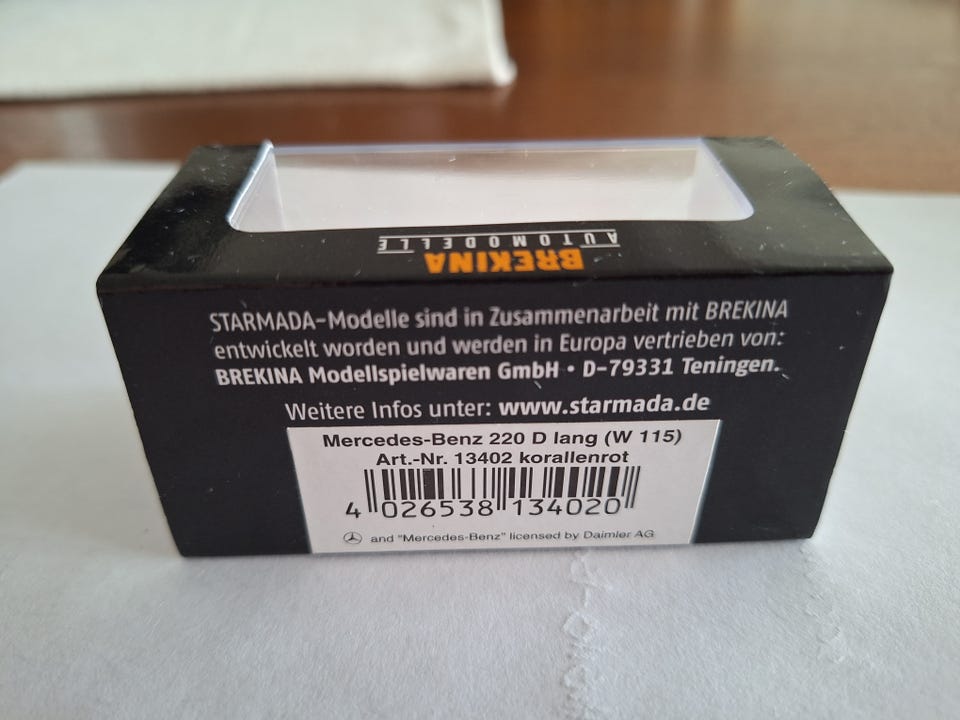 BREKINA
AUTOMODELLE
STARMADA-Modelle sind in Zusammenarbeit mit BREKINA
entwickelt worden und werden in Europa vertrieben von:
BREKINA Modellspielwaren GmbH • D-79331 Teningen.
Weitere Infos unter: www.starmada.de
Mercedes-Benz 220 D lang (W 115)
Art.-Nr. 13402 korallenrot
4 026538 134020
and "Mercedes-Benz" licensed by Daimler AG